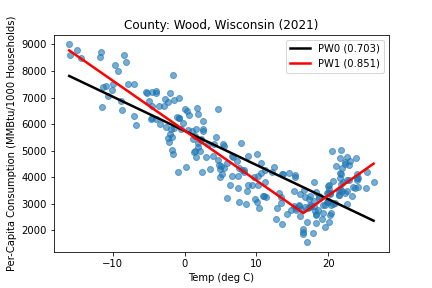 County: Wood, Wisconsin (2021)
PW0 (0.703)
PW1 (0.851)
Per-Capita Consumption (MMBtu/1000 Households)
9000
8000
7000
6000
5000
4000
3000
2000
−10
0
10
20
Temp (deg C)